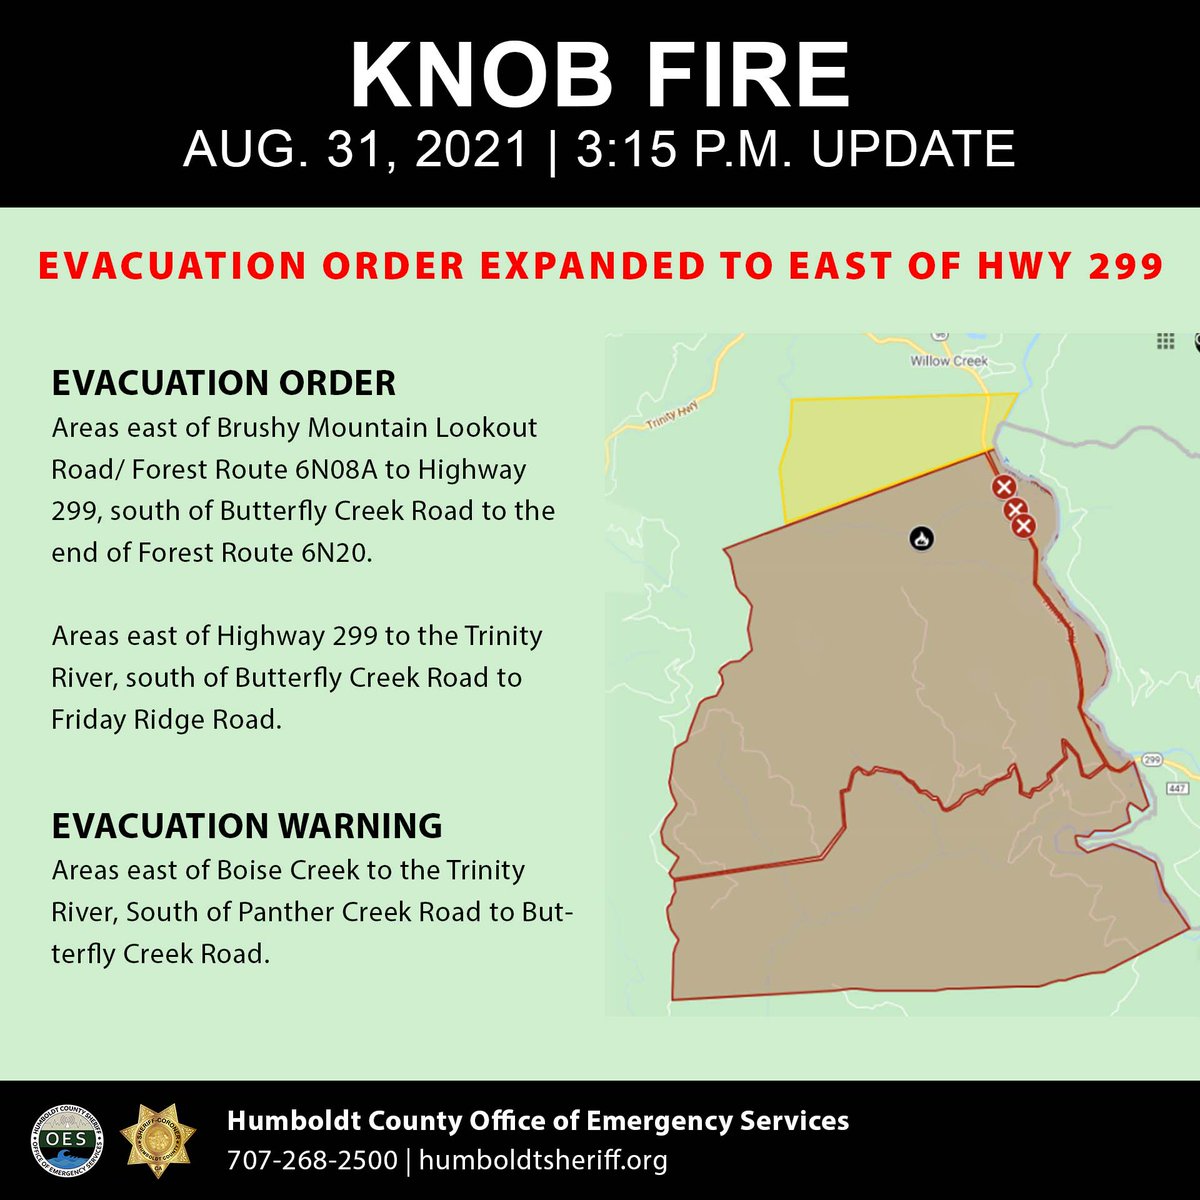 KNOB FIRE
AUG. 31, 2021 | 3:15 P.M. UPDATE
EVACUATION ORDER EXPANDED TO EAST OF HWY 299
EVACUATION ORDER
Areas east of Brushy Mountain Lookout
Road/ Forest Route 6N08A to Highway
299, south of Butterfly Creek Road to the
end of Forest Route 6N20.
Areas east of Highway 299 to the Trinity
River, south of Butterfly Creek Road to
Friday Ridge Road.
EVACUATION WARNING
Areas east of Boise Creek to the Trinity
River, South of Panther Creek Road to But-
terfly Creek Road.
96
Willow Creek
Trinity Hwy
299
447
HUMBOLDT COUNTY SHERIFF
OES
OFFICE OF EMERGENCY SERVICES
SHERIFF-CORONER
HUMBOLDT COUNTY
CA
Humboldt County Office of Emergency Services
707-268-2500 | humboldtsheriff.org